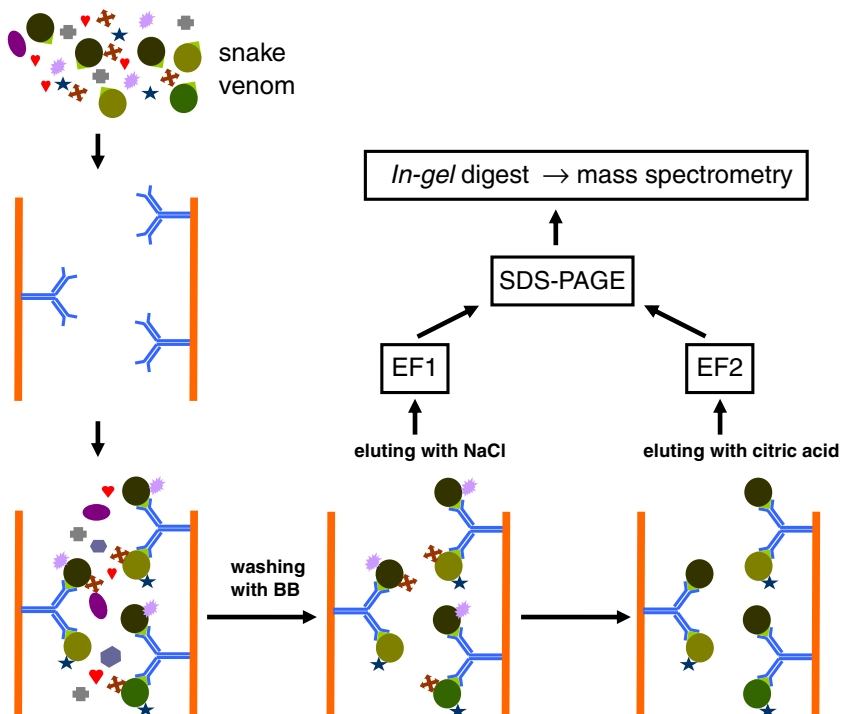 snake
venom
In-gel digest → mass spectrometry
SDS-PAGE
EF1
EF2
eluting with NaCl
eluting with citric acid
washing
with BB